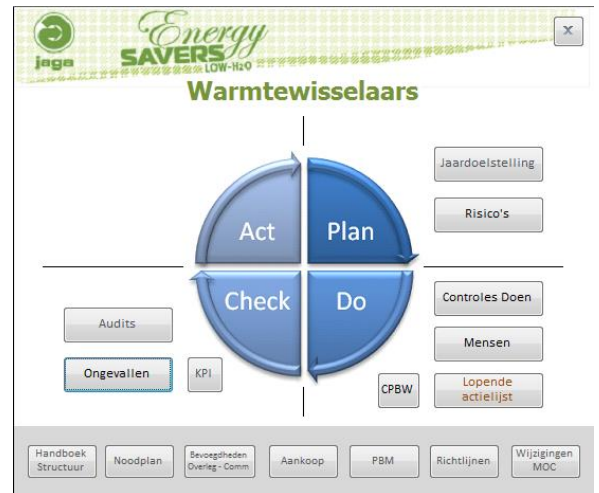 jaga
Energy
SAVERS
LOW-H2O
x
Warmtewisselaars
Jaardoelstelling
Risico's
Act
Plan
Check
Do
Controles Doen
Mensen
Lopende
actielijst
CPBW
Audits
Ongevallen
KPI
Handboek
Structuur
Noodplan
Bevoegdheden
Overleg - Comm
Aankoop
PBM
Richtlijnen
Wijzigingen
MOC